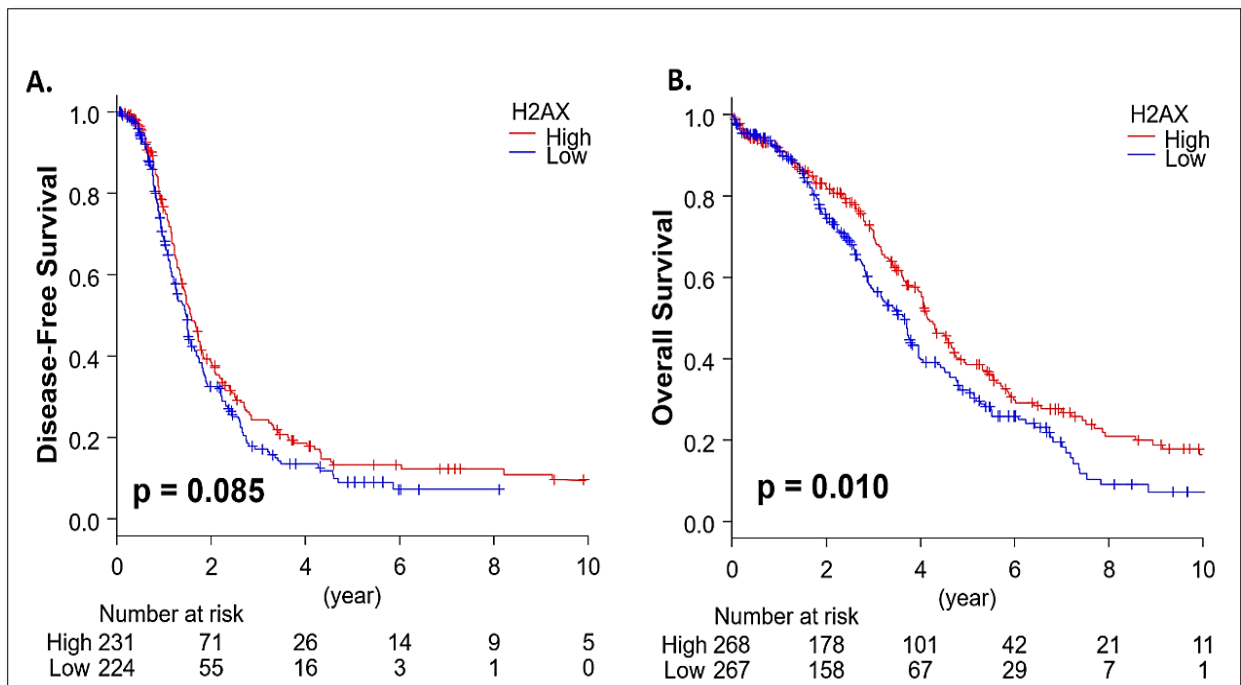 A.
H2AX
High
Low
Disease-Free Survival
1.0
0.8
0.6
0.4
0.2
0.0
p = 0.085
0 2 4 6 8 10
(year)
Number at risk
High 231 71 26 14 9 5
Low 224 55 16 3 1 0
B.
H2AX
High
Low
Overall Survival
1.0
0.8
0.6
0.4
0.2
0.0
p = 0.010
0 2 4 6 8 10
(year)
Number at risk
High 268 178 101 42 21 11
Low 267 158 67 29 7 1